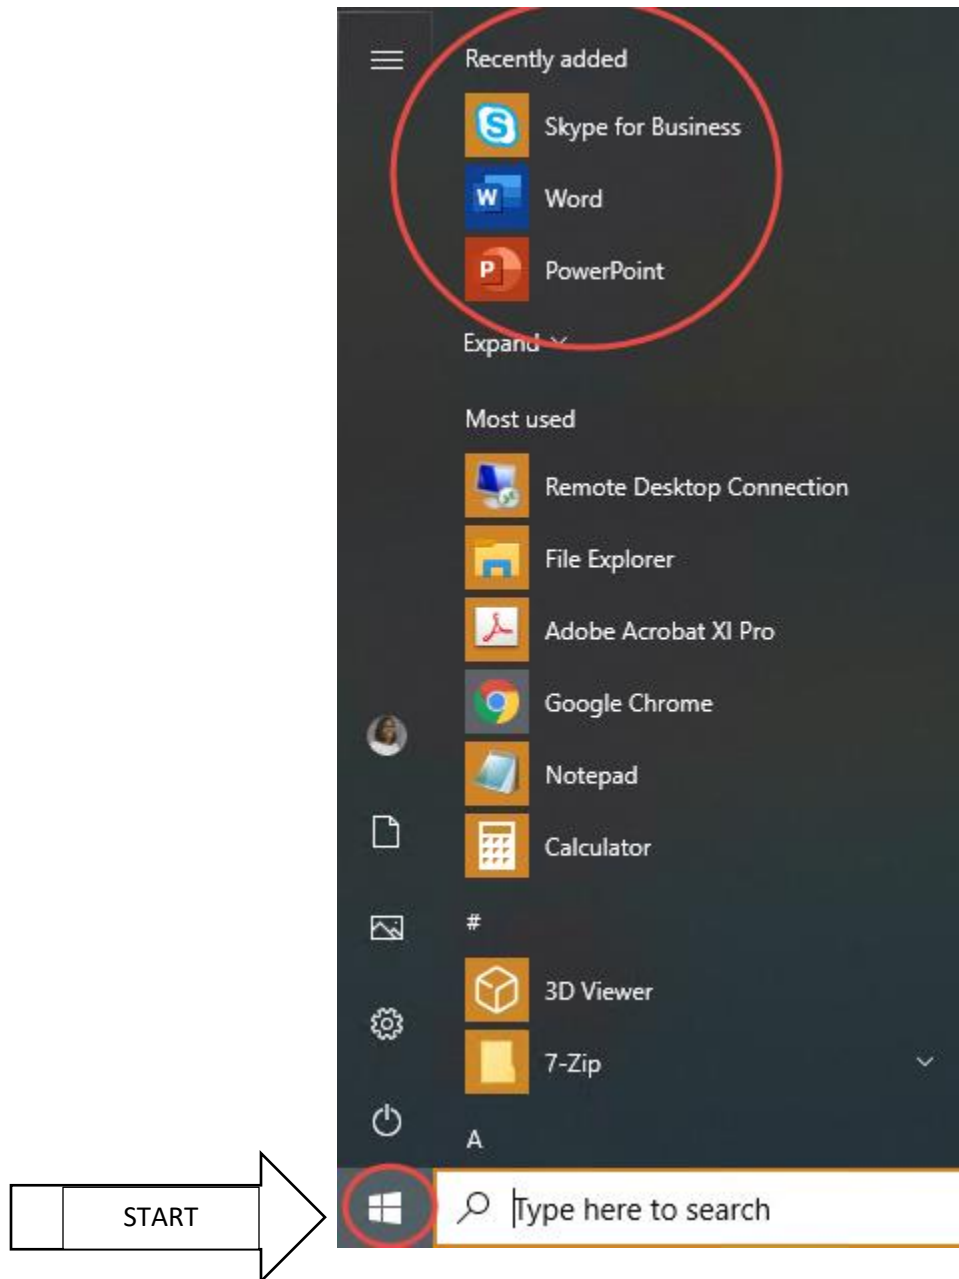 Recently added
Skype for Business
Word
PowerPoint
Expand
Most used
Remote Desktop Connection
File Explorer
Adobe Acrobat XI Pro
Google Chrome
Notepad
Calculator
#
3D Viewer
7-Zip
A
START
Type here to search